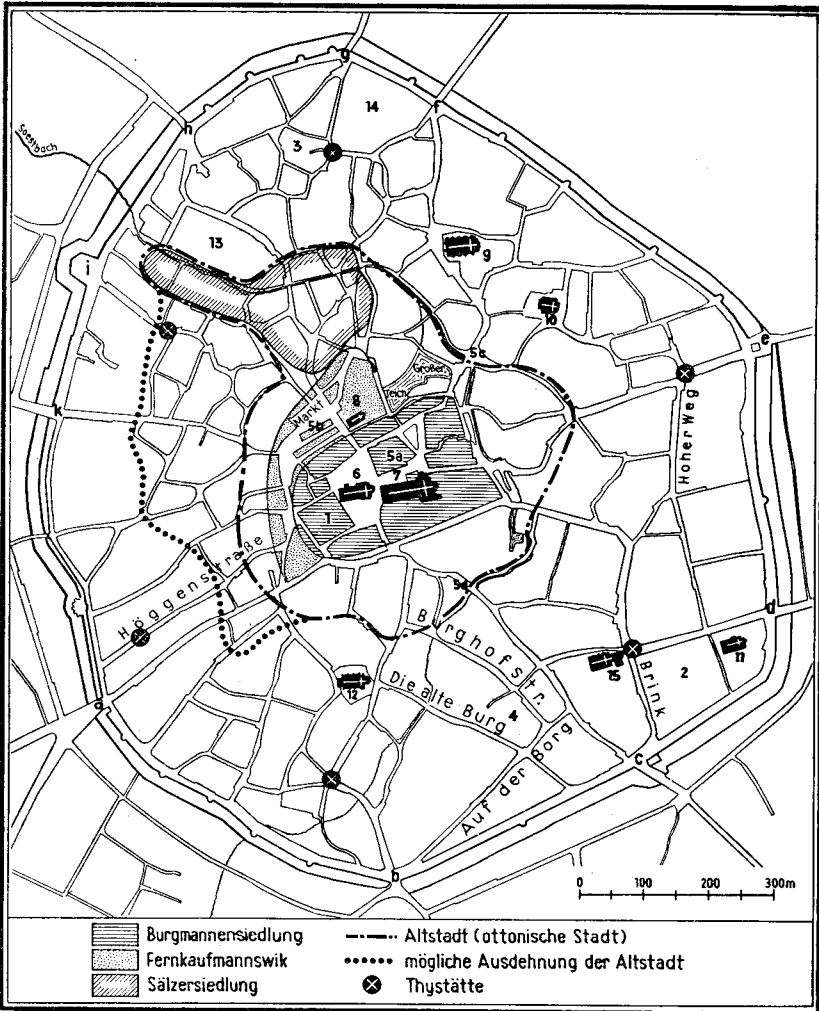 g
14
f
h
3
Soestbach
13
9
i
10
5c
e
Großer
Teich
k
Markt
8
5b
Hoher Weg
5a
6
7
1
Höggenstraße
5d
d
Burghofstr.
15
11
2
Brink
12
Die alte Burg
4
a
Auf der Borg
c
b
0 100 200 300m
Burgmannensiedlung
Fernkaufmannswik
Sälzersiedlung
Altstadt (ottonische Stadt)
mögliche Ausdehnung der Altstadt
Thystätte